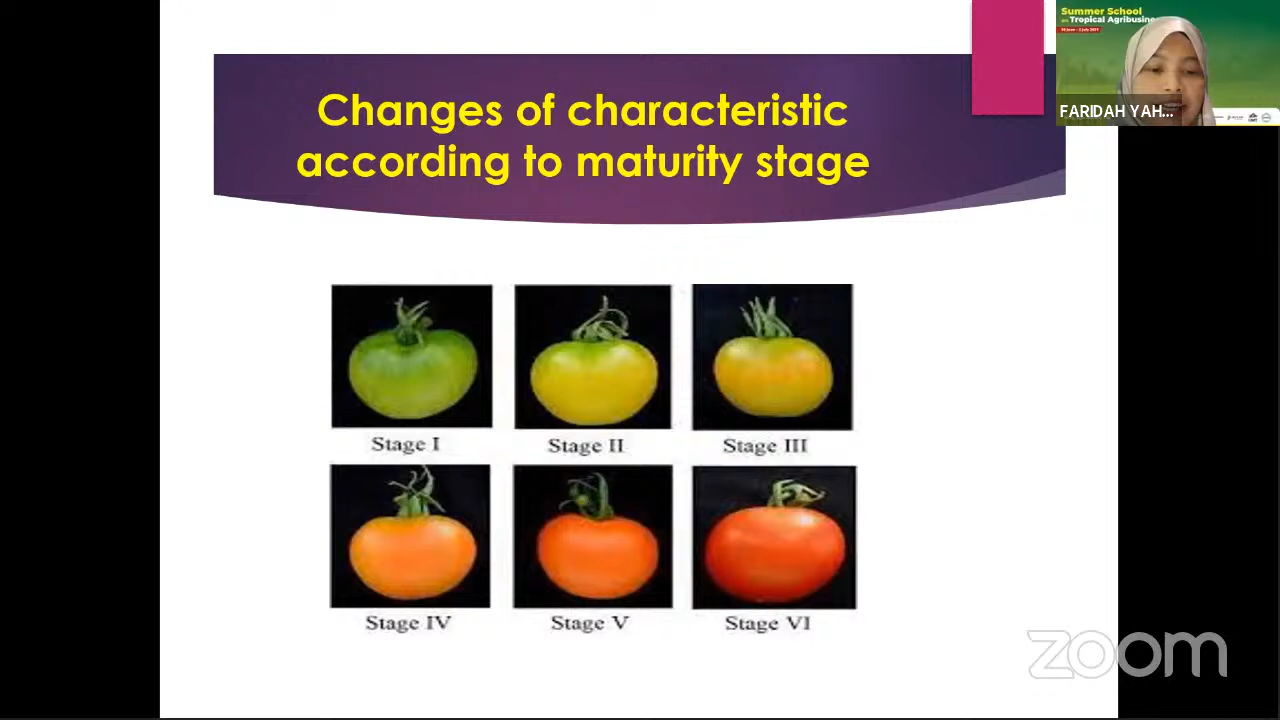 Summer School
on Tropical Agribusine
FARIDAH YAH...
Changes of characteristic
according to maturity stage
Stage I
Stage II
Stage III
Stage IV
Stage V
Stage VI
zoom